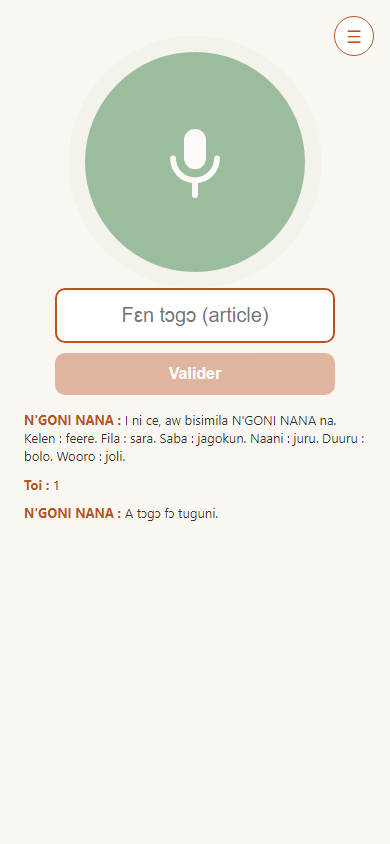 ☰
Fɛn tɔgɔ (article)
Valider
N'GONI NANA : I ni ce, aw bisimila N'GONI NANA na.
Kelen : feere. Fila : sara. Saba : jagokun. Naani : juru. Duuru :
bolo. Wooro : joli.
Toi : 1
N'GONI NANA : A tɔgɔ fɔ tuguni.